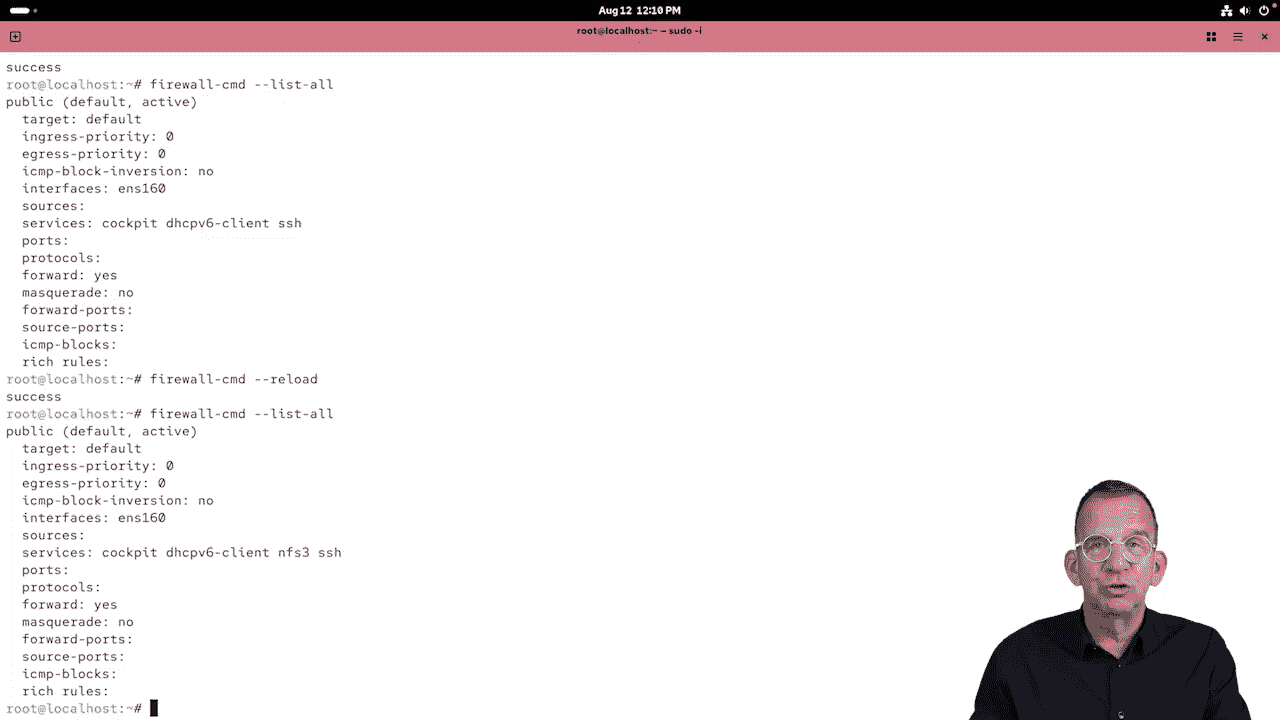 Aug 12 12:10 PM
root@localhost:~ — sudo -i
success
root@localhost:~# firewall-cmd --list-all
public (default, active)
  target: default
  ingress-priority: 0
  egress-priority: 0
  icmp-block-inversion: no
  interfaces: ens160
  sources:
  services: cockpit dhcpv6-client ssh
  ports:
  protocols:
  forward: yes
  masquerade: no
  forward-ports:
  source-ports:
  icmp-blocks:
  rich rules:
root@localhost:~# firewall-cmd --reload
success
root@localhost:~# firewall-cmd --list-all
public (default, active)
  target: default
  ingress-priority: 0
  egress-priority: 0
  icmp-block-inversion: no
  interfaces: ens160
  sources:
  services: cockpit dhcpv6-client nfs3 ssh
  ports:
  protocols:
  forward: yes
  masquerade: no
  forward-ports:
  source-ports:
  icmp-blocks:
  rich rules:
root@localhost:~#